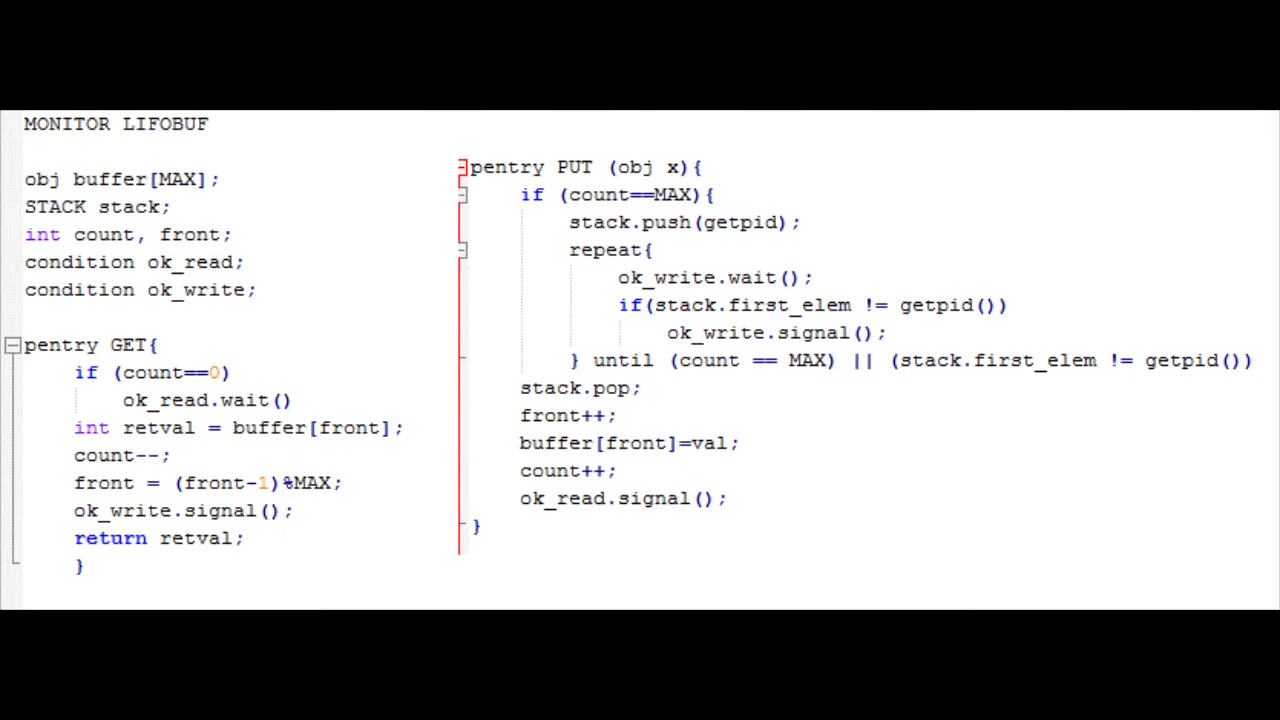 MONITOR LIFOBUF
obj buffer[MAX];
STACK stack;
int count, front;
condition ok_read;
condition ok_write;
pentry GET{
if (count==0)
ok_read.wait()
int retval = buffer[front];
count--;
front = (front-1)%MAX;
ok_write.signal();
return retval;
}
pentry PUT (obj x){
if (count==MAX){
stack.push(getpid);
repeat{
ok_write.wait();
if(stack.first_elem != getpid())
ok_write.signal();
} until (count == MAX) || (stack.first_elem != getpid())
stack.pop;
front++;
buffer[front]=val;
count++;
ok_read.signal();
}